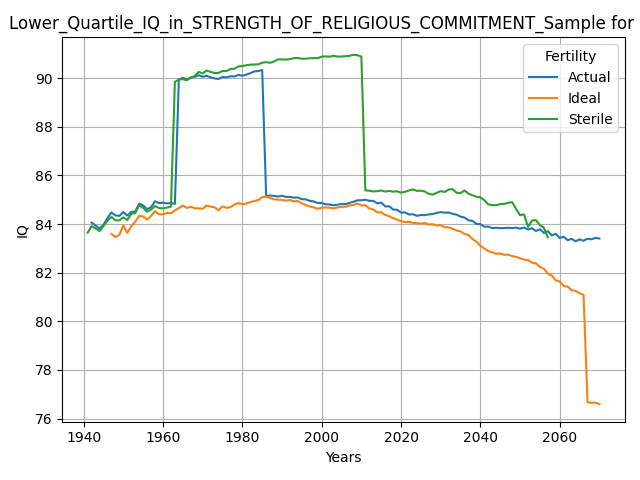 Lower_Quartile_IQ_in_STRENGTH_OF_RELIGIOUS_COMMITMENT_Sample for
Fertility
Actual
Ideal
Sterile
IQ
90
88
86
84
82
80
78
76
1940 1960 1980 2000 2020 2040 2060
Years